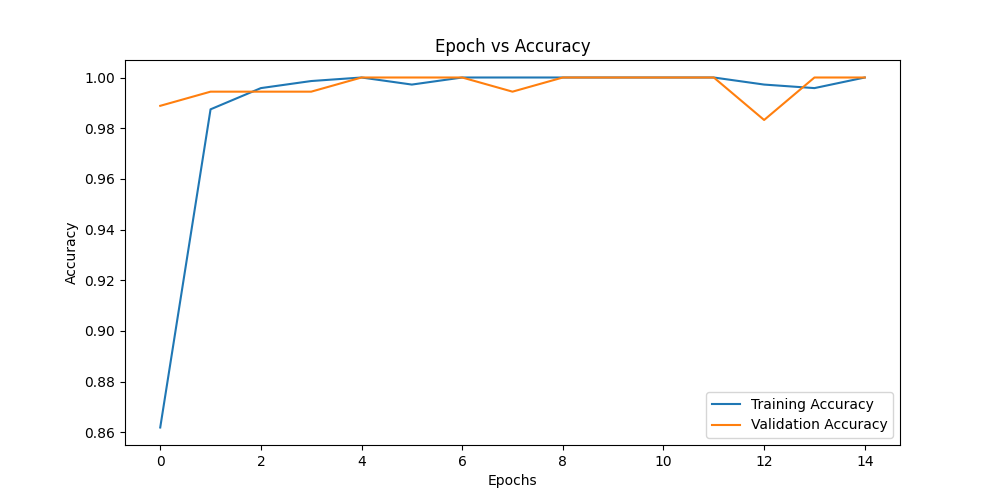 Epoch vs Accuracy
1.00
0.98
0.96
0.94
0.92
0.90
0.88
0.86
Accuracy
0 2 4 6 8 10 12 14
Epochs
Training Accuracy
Validation Accuracy